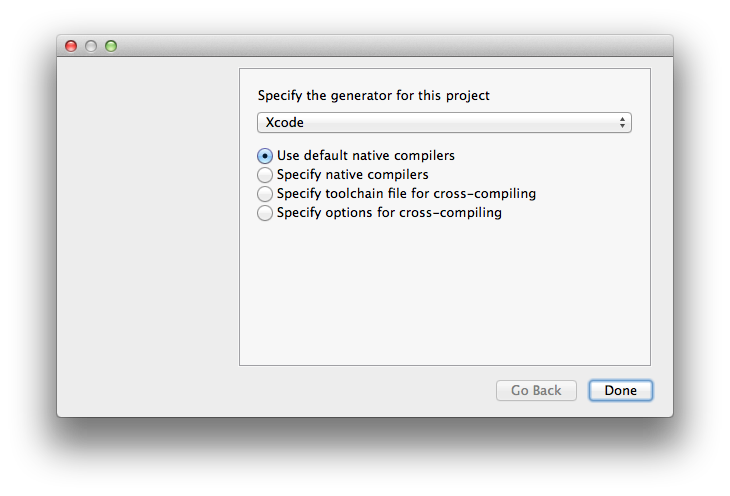 Specify the generator for this project
Xcode
Use default native compilers
Specify native compilers
Specify toolchain file for cross-compiling
Specify options for cross-compiling
Go Back
Done